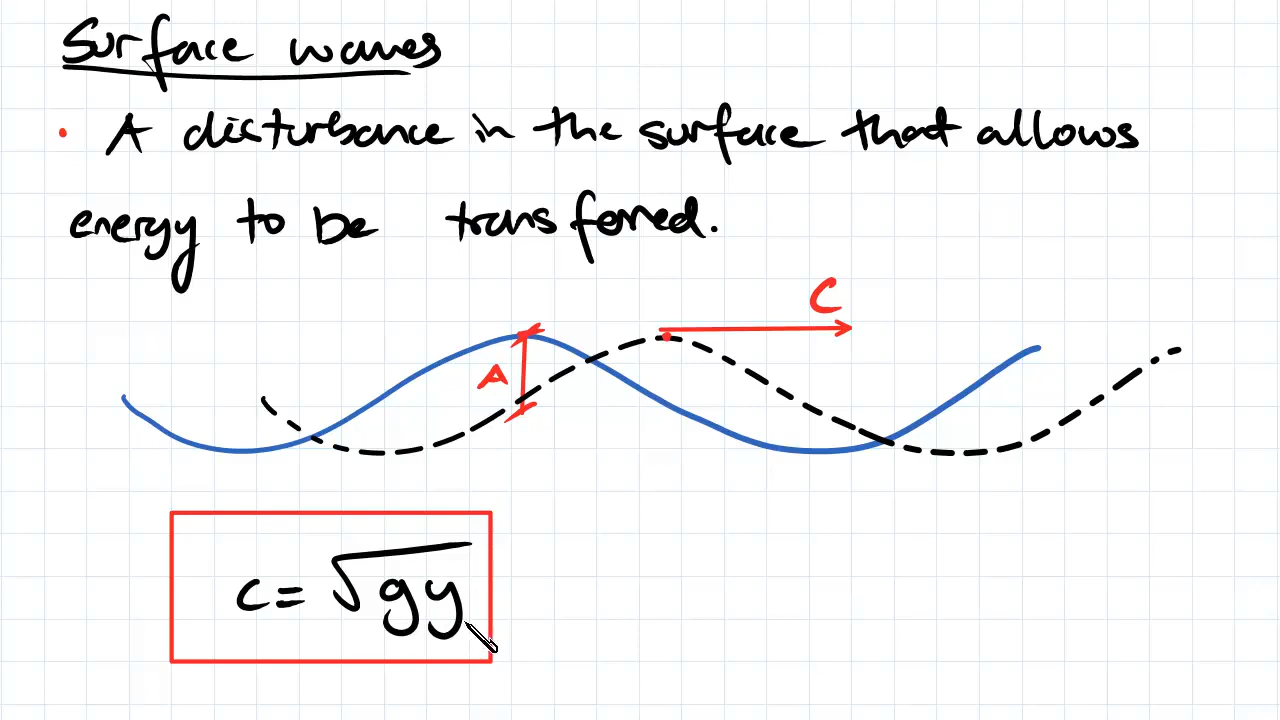 Surface waves
• A disturbance in the surface that allows
energy to be transferred.
C
A
c = √gy